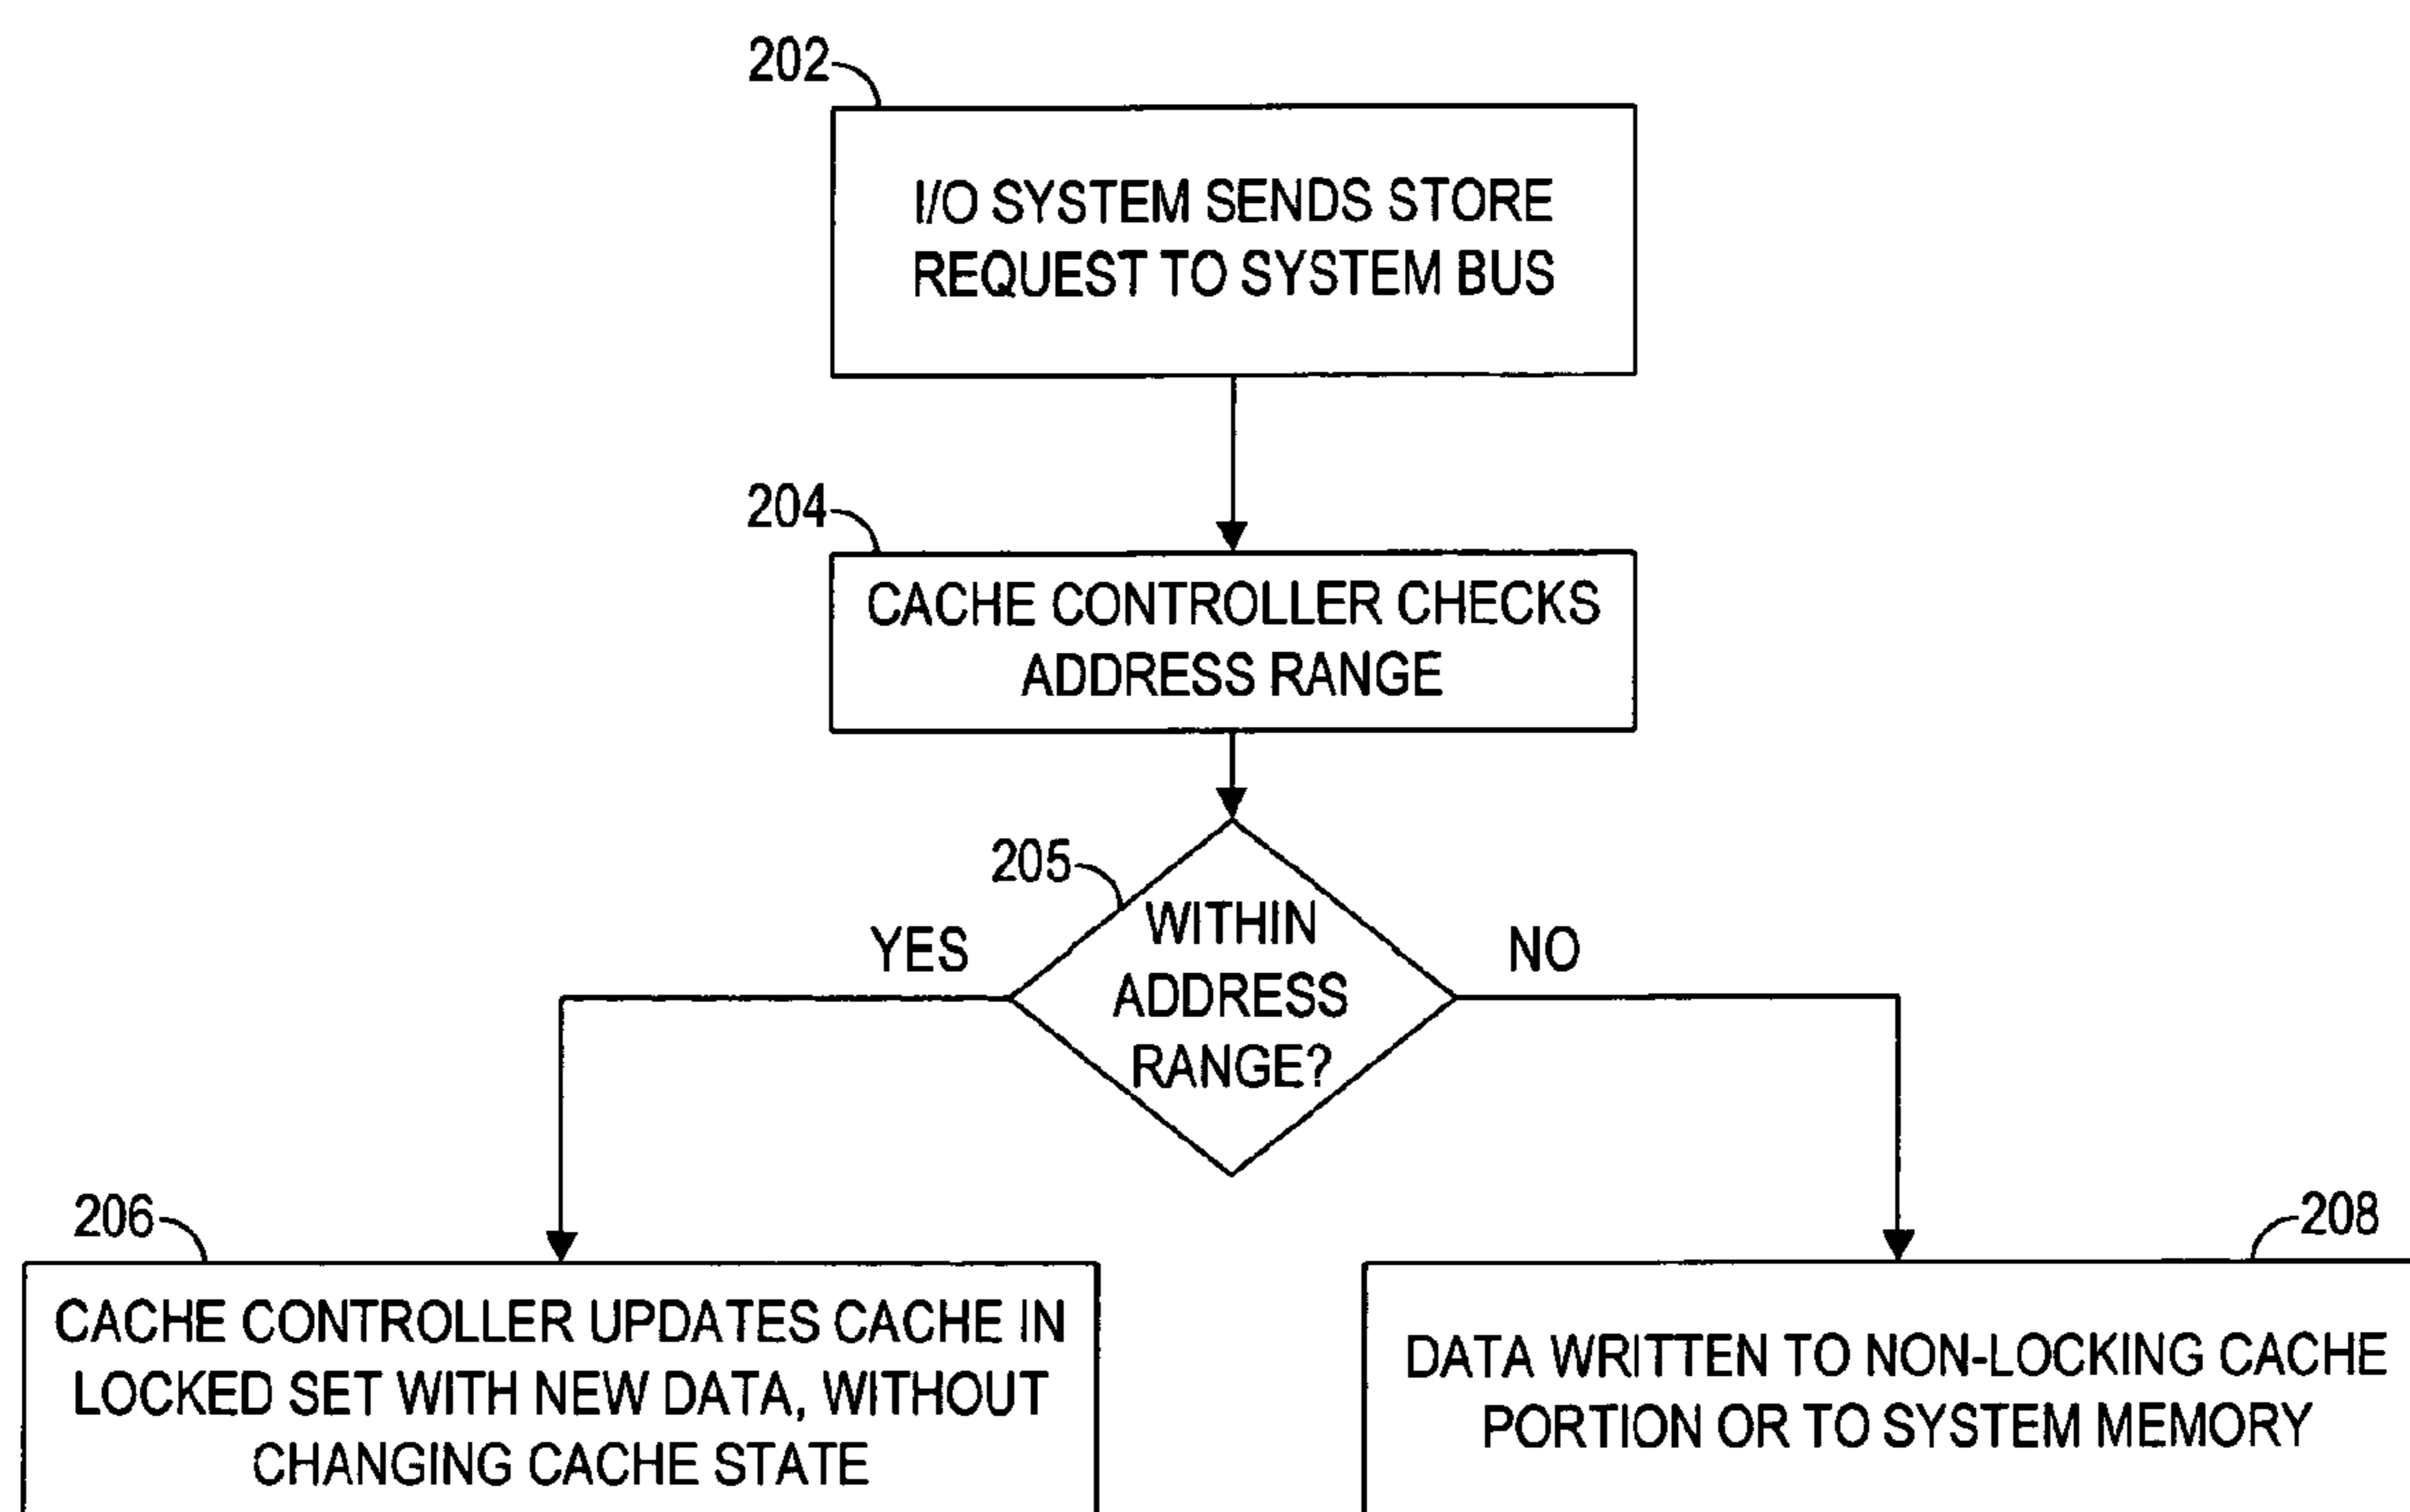 202
I/O SYSTEM SENDS STORE
REQUEST TO SYSTEM BUS
204
CACHE CONTROLLER CHECKS
ADDRESS RANGE
205
WITHIN
ADDRESS
RANGE?
YES
NO
206
CACHE CONTROLLER UPDATES CACHE IN
LOCKED SET WITH NEW DATA, WITHOUT
CHANGING CACHE STATE
208
DATA WRITTEN TO NON-LOCKING CACHE
PORTION OR TO SYSTEM MEMORY